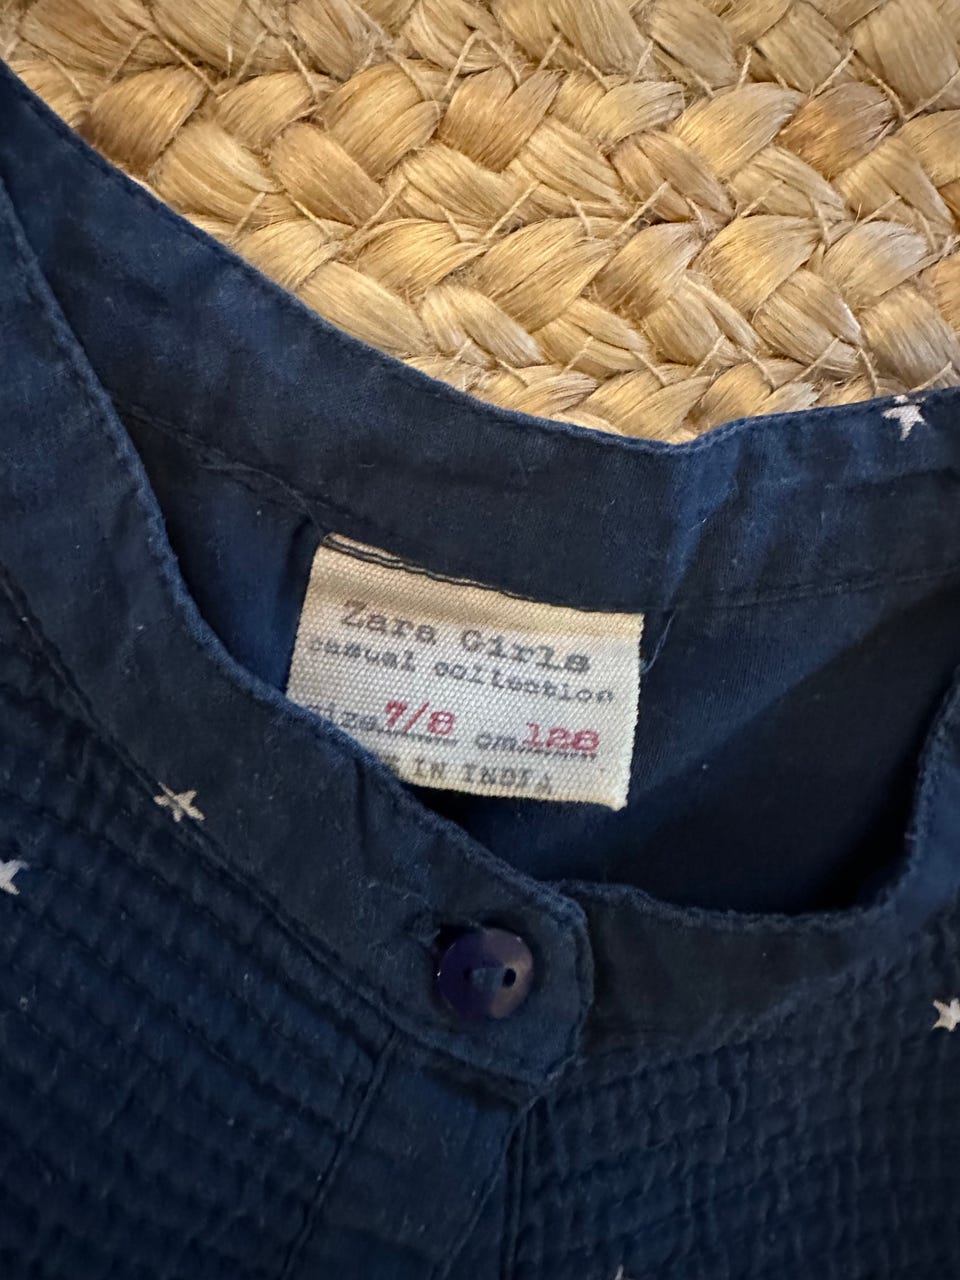 Zara Girls
casual collection
size 7/8 cm 128
IN INDIA